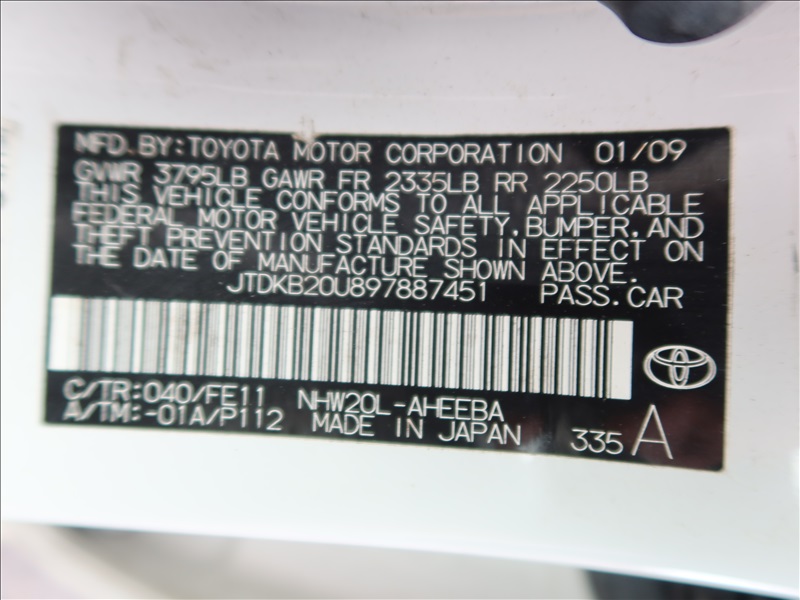 MFD BY:TOYOTA MOTOR CORPORATION 01/09
GVWR 3795LB GAWR FR 2335LB RR 2250LB
THIS VEHICLE CONFORMS TO ALL APPLICABLE
FEDERAL MOTOR VEHICLE SAFETY,BUMPER,AND
THEFT PREVENTION STANDARDS IN EFFECT ON
THE DATE OF MANUFACTURE SHOWN ABOVE.
JTDKB20U897887451 PASS.CAR
C/TR:040/FE11 NHW20L-AHEEBA
A/TM:-01A/P112 MADE IN JAPAN 335 A